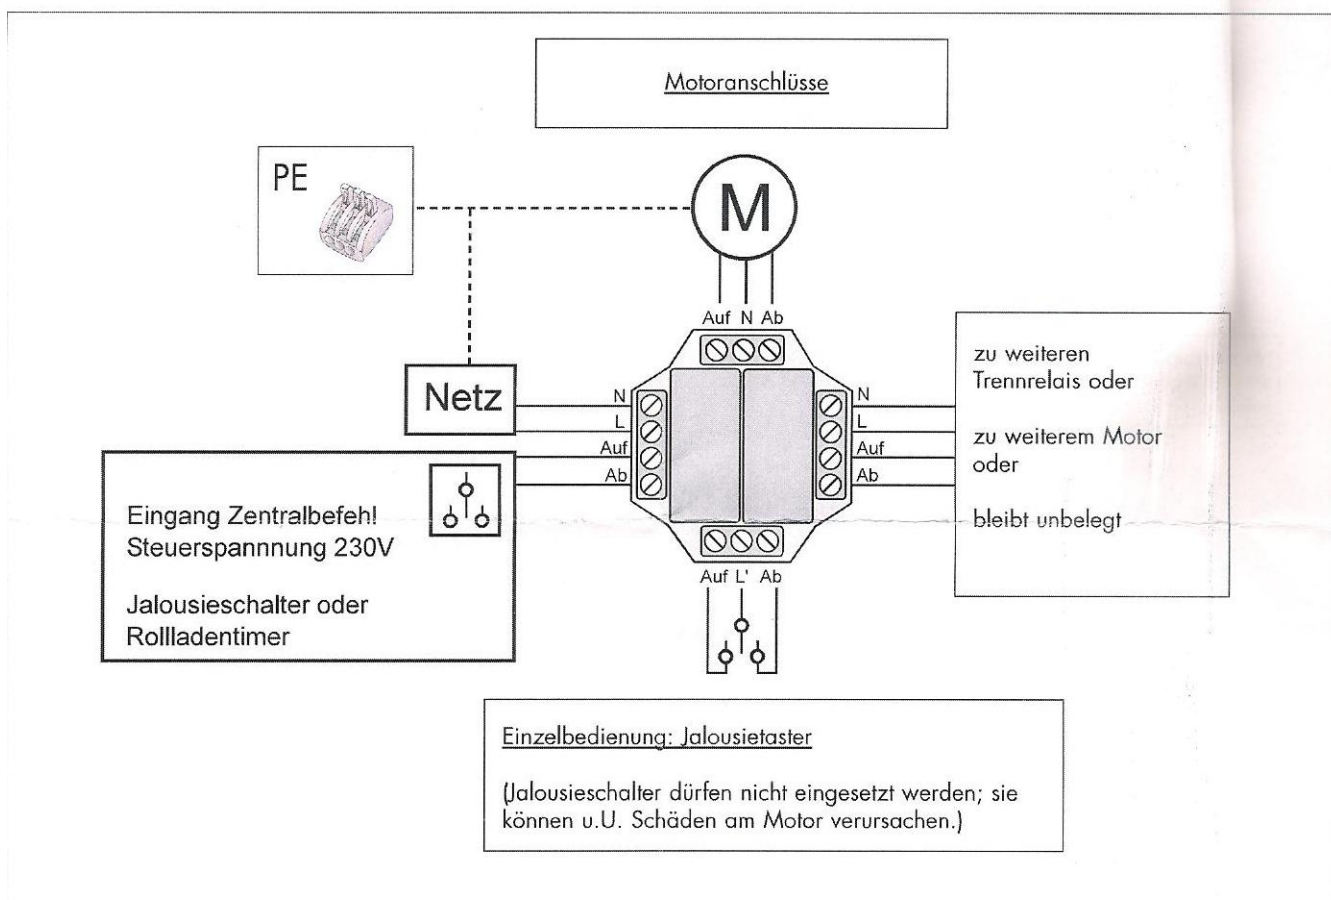 Motoranschlüsse
PE
M
Auf N Ab
Netz
N
L
Auf
Ab
N
L
Auf
Ab
zu weiteren
Trennrelais oder
zu weiterem Motor
oder
bleibt unbelegt
Eingang Zentralbefehl
Steuerspannnung 230V
Jalousieschalter oder
Rollladentimer
Auf L' Ab
Einzelbedienung: Jalousietaster
(Jalousieschalter dürfen nicht eingesetzt werden; sie
können u.U. Schäden am Motor verursachen.)